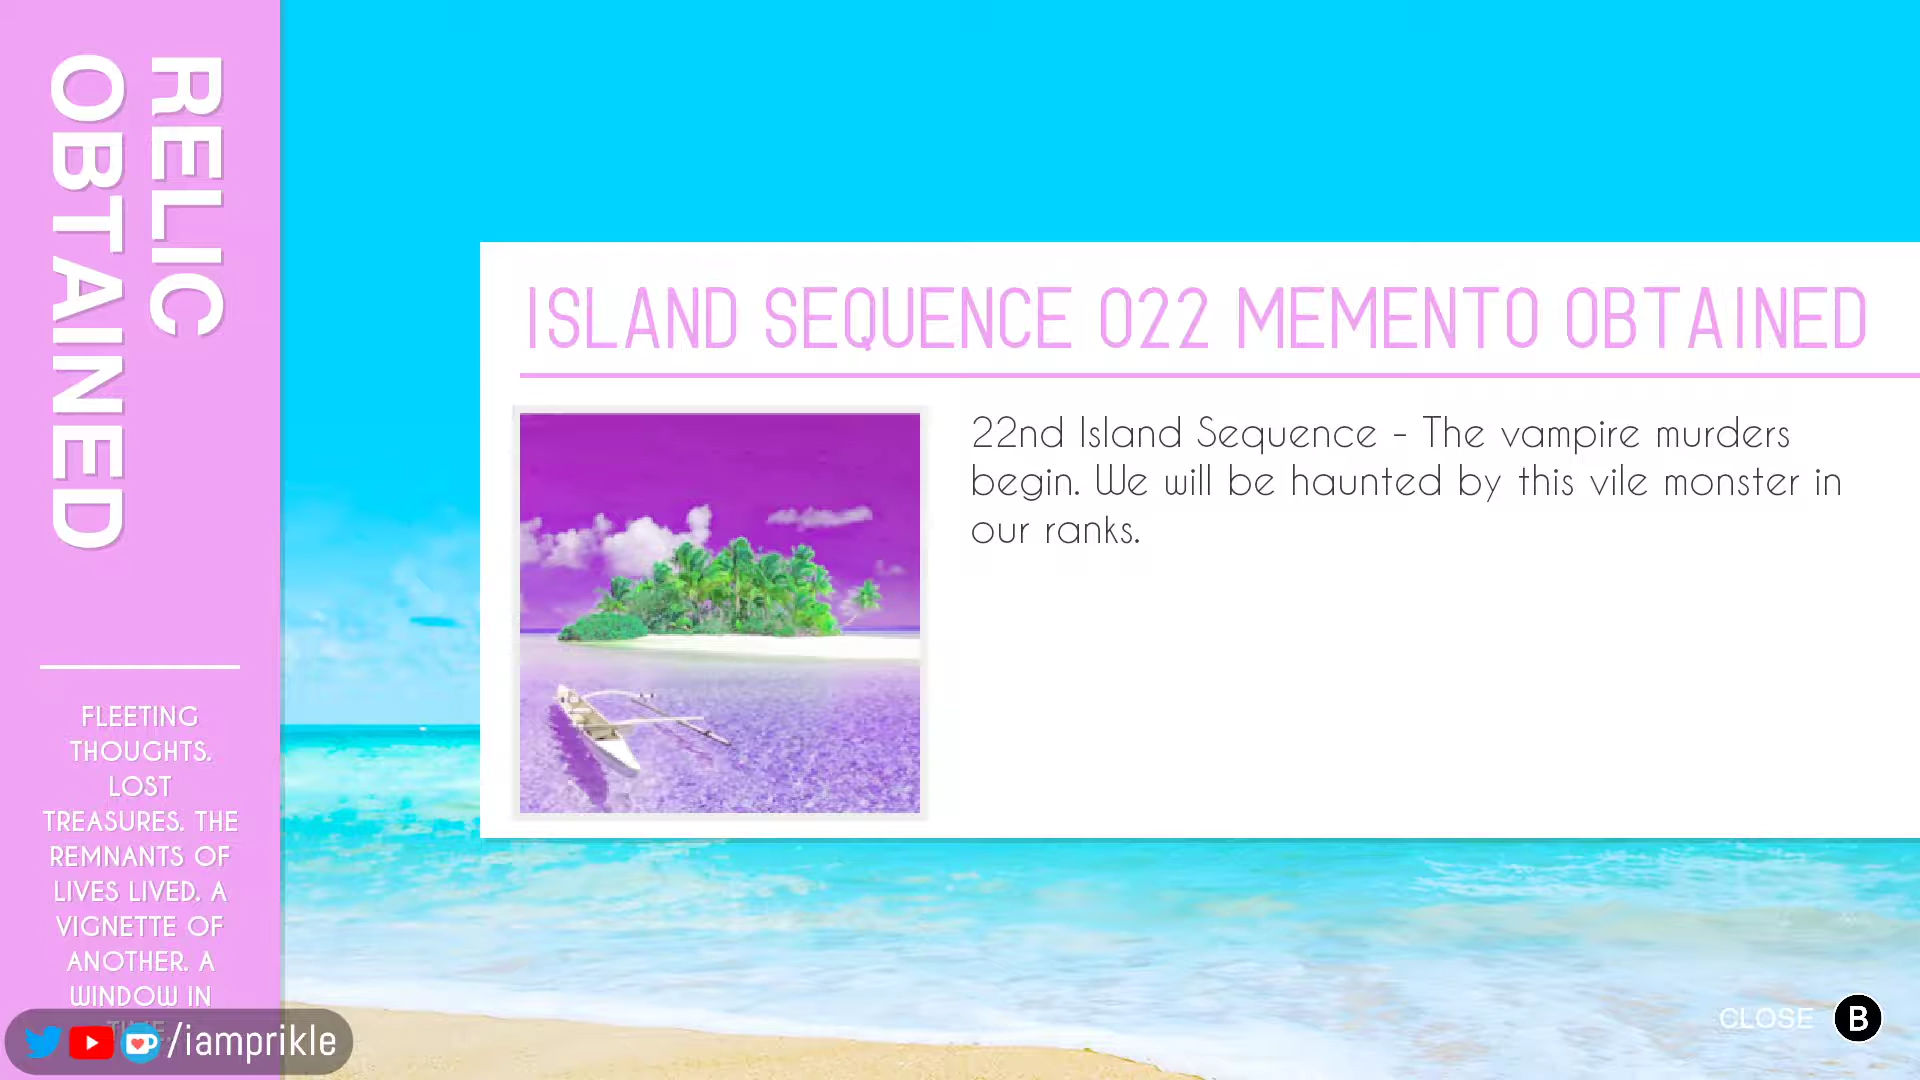 RELIC
OBTAINED
FLEETING
THOUGHTS.
LOST
TREASURES. THE
REMNANTS OF
LIVES LIVED. A
VIGNETTE OF
ANOTHER. A
WINDOW IN
TIME.
/iamprikle
ISLAND SEQUENCE 022 MEMENTO OBTAINED
22nd Island Sequence - The vampire murders
begin. We will be haunted by this vile monster in
our ranks.
CLOSE B